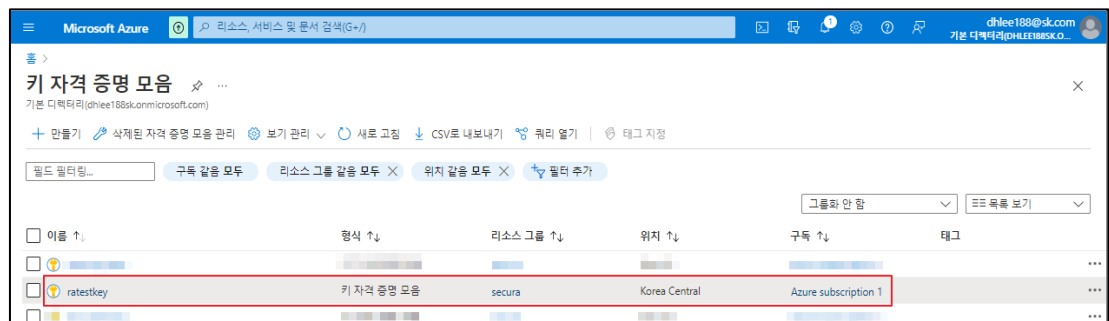 Microsoft Azure 리소스, 서비스 및 문서 검색(G+/) 1 dhlee188@sk.com
기본 디렉터리(DHLEE188SK.O...
홈 >
키 자격 증명 모음 ...
기본 디렉터리(dhlee188sk.onmicrosoft.com)
만들기 삭제된 자격 증명 모음 관리 보기 관리 새로 고침 CSV로 내보내기 쿼리 열기 태그 지정
필드 필터링... 구독 같음 모두 리소스 그룹 같음 모두 위치 같음 모두 필터 추가
그룹화 안 함 목록 보기
이름 형식 리소스 그룹 위치 구독 태그
ratestkey 키 자격 증명 모음 secura Korea Central Azure subscription 1